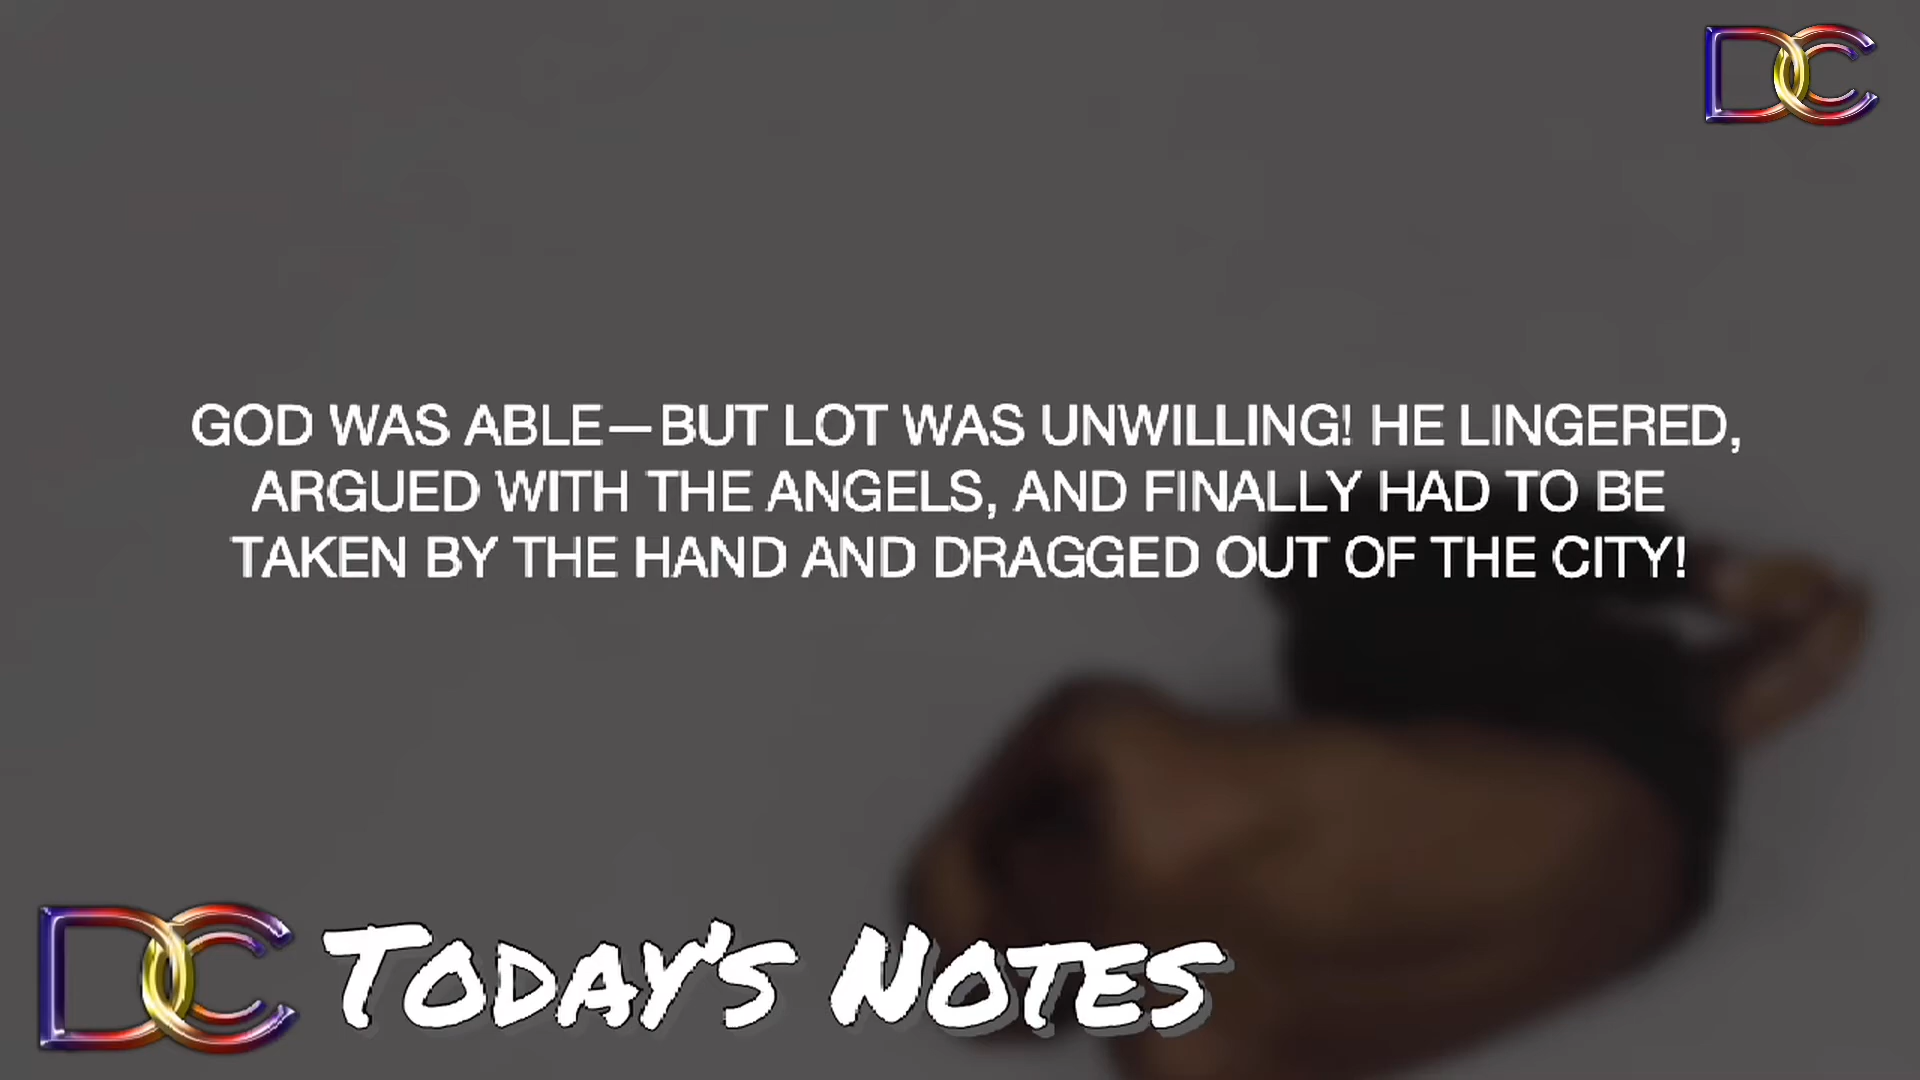 DC
GOD WAS ABLE—BUT LOT WAS UNWILLING! HE LINGERED,
ARGUED WITH THE ANGELS, AND FINALLY HAD TO BE
TAKEN BY THE HAND AND DRAGGED OUT OF THE CITY!
DC TODAY'S NOTES